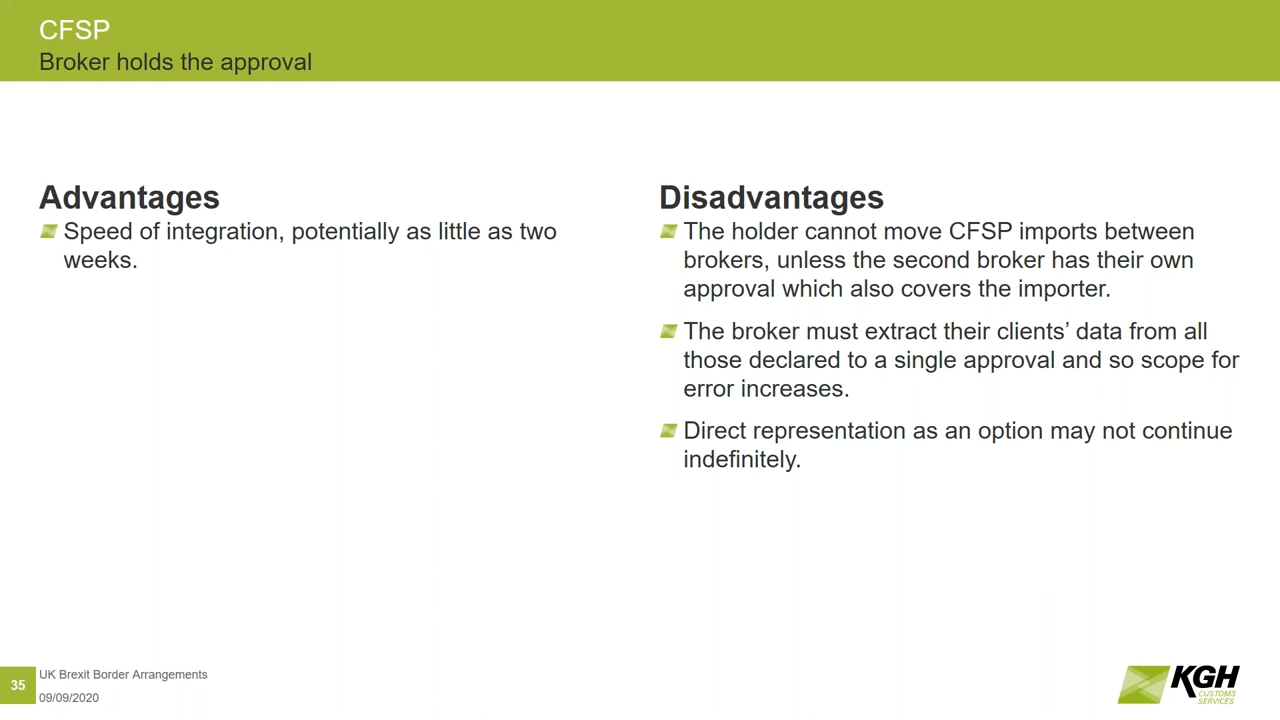 CFSP
Broker holds the approval
Advantages
Speed of integration, potentially as little as two
weeks.
Disadvantages
The holder cannot move CFSP imports between
brokers, unless the second broker has their own
approval which also covers the importer.
The broker must extract their clients’ data from all
those declared to a single approval and so scope for
error increases.
Direct representation as an option may not continue
indefinitely.
35
UK Brexit Border Arrangements
09/09/2020
KGH
CUSTOMS
SERVICES